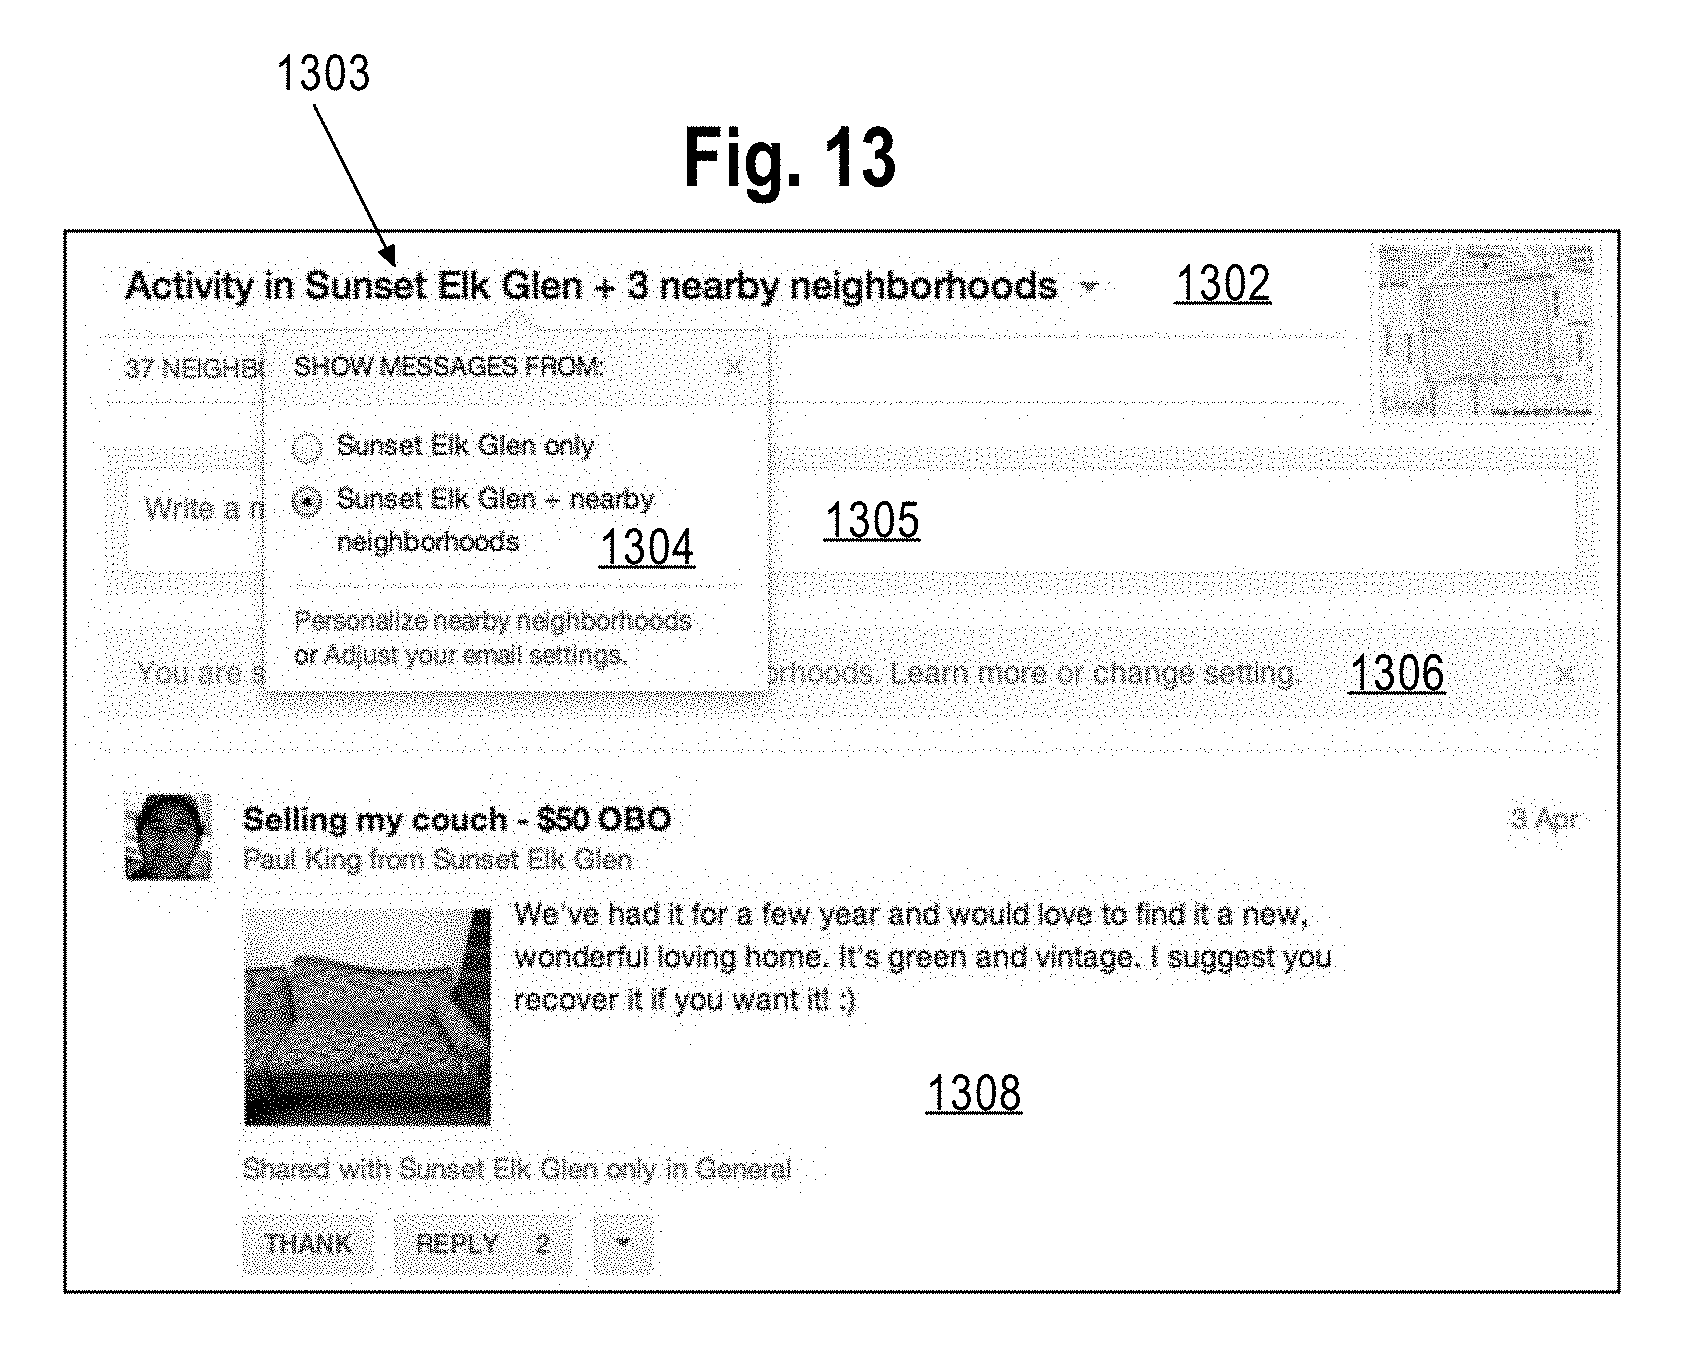 1303
Fig. 13
Activity in Sunset Elk Glen + 3 nearby neighborhoods
1302
37 NEIGHB
SHOW MESSAGES FROM:
Sunset Elk Glen only
Write a
Sunset Elk Glen + nearby
neighborhoods
1304
1305
Personalize nearby neighborhoods
or Adjust your email settings.
You are s
orhoods. Learn more or change setting.
1306
Selling my couch - $50 OBO
3 Apr
Paul King from Sunset Elk Glen
We've had it for a few year and would love to find it a new,
wonderful loving home. It's green and vintage. I suggest you
recover it if you want it! :)
1308
Shared with Sunset Elk Glen only in General
THANK
REPLY 2